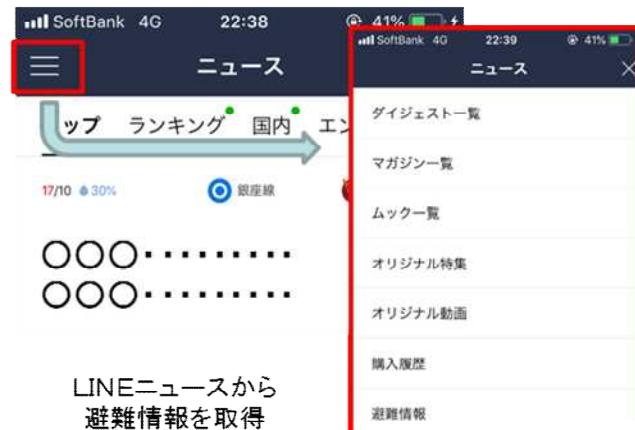 SoftBank 4G 22:38 41%
ニュース
ップ ランキング 国内 エン
17/10 30% 銀座線
○○○・・・・・・・・・
○○○・・・・・・・・・
LINEニュースから
避難情報を取得
SoftBank 4G 22:39 41%
ニュース
ダイジェスト一覧
マガジン一覧
ムック一覧
オリジナル特集
オリジナル動画
購入履歴
避難情報